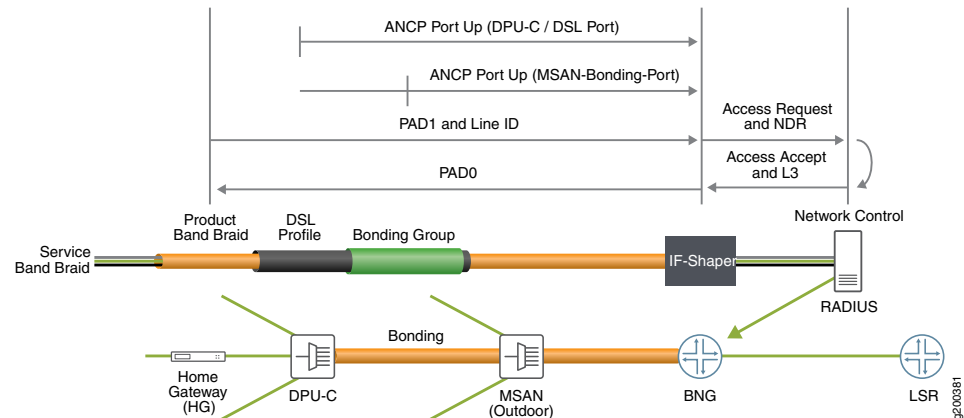 ANCP Port Up (DPU-C / DSL Port)
ANCP Port Up (MSAN-Bonding-Port)
PAD1 and Line ID
Access Request
and NDR
PAD0
Access Accept
and L3
Service
Band Braid
Product
Band Braid
DSL
Profile
Bonding Group
IF-Shaper
Network Control
RADIUS
Bonding
Home
Gateway
(HG)
DPU-C
MSAN
(Outdoor)
BNG
LSR
g200381